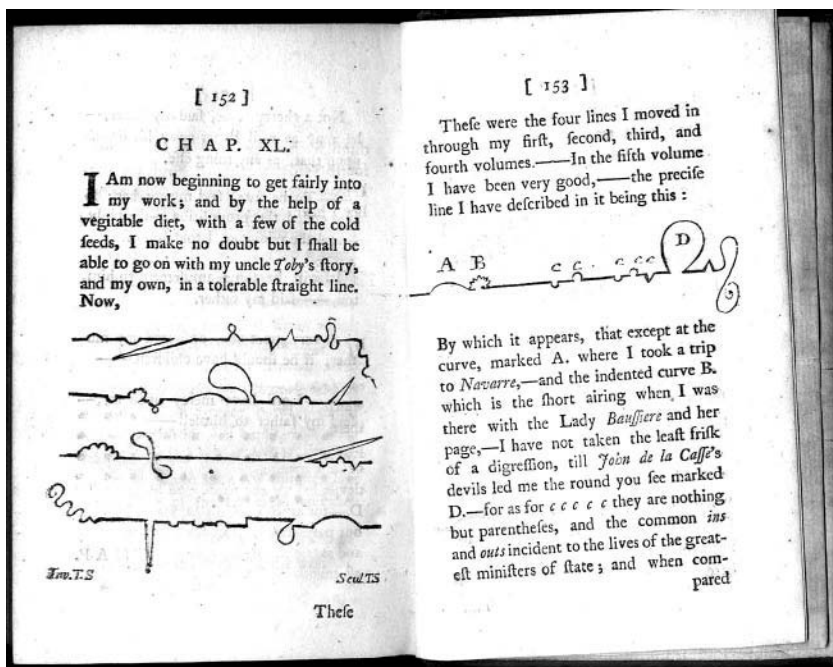 [ 152 ]
C H A P. XL.
I Am now beginning to get fairly into
my work; and by the help of a
vegitable diet, with a few of the cold
ſeeds, I make no doubt but I ſhall be
able to go on with my uncle Toby's ſtory,
and my own, in a tolerable ſtraight line.
Now,
Inv.T.S
Scul.T.S
Theſe
[ 153 ]
Theſe were the four lines I moved in
through my firſt, ſecond, third, and
fourth volumes.——In the fifth volume
I have been very good,——the preciſe
line I have deſcribed in it being this:
A B c c c c c c D
By which it appears, that except at the
curve, marked A. where I took a trip
to Navarre,—and the indented curve B.
which is the ſhort airing when I was
there with the Lady Bauſſiere and her
page,—I have not taken the leaſt friſk
of a digreſſion, till John de la Caſſe's
devils led me the round you ſee marked
D.—for as for c c c c c they are nothing
but parentheſes, and the common ins
and outs incident to the lives of the great-
eſt miniſters of ſtate; and when com-
pared